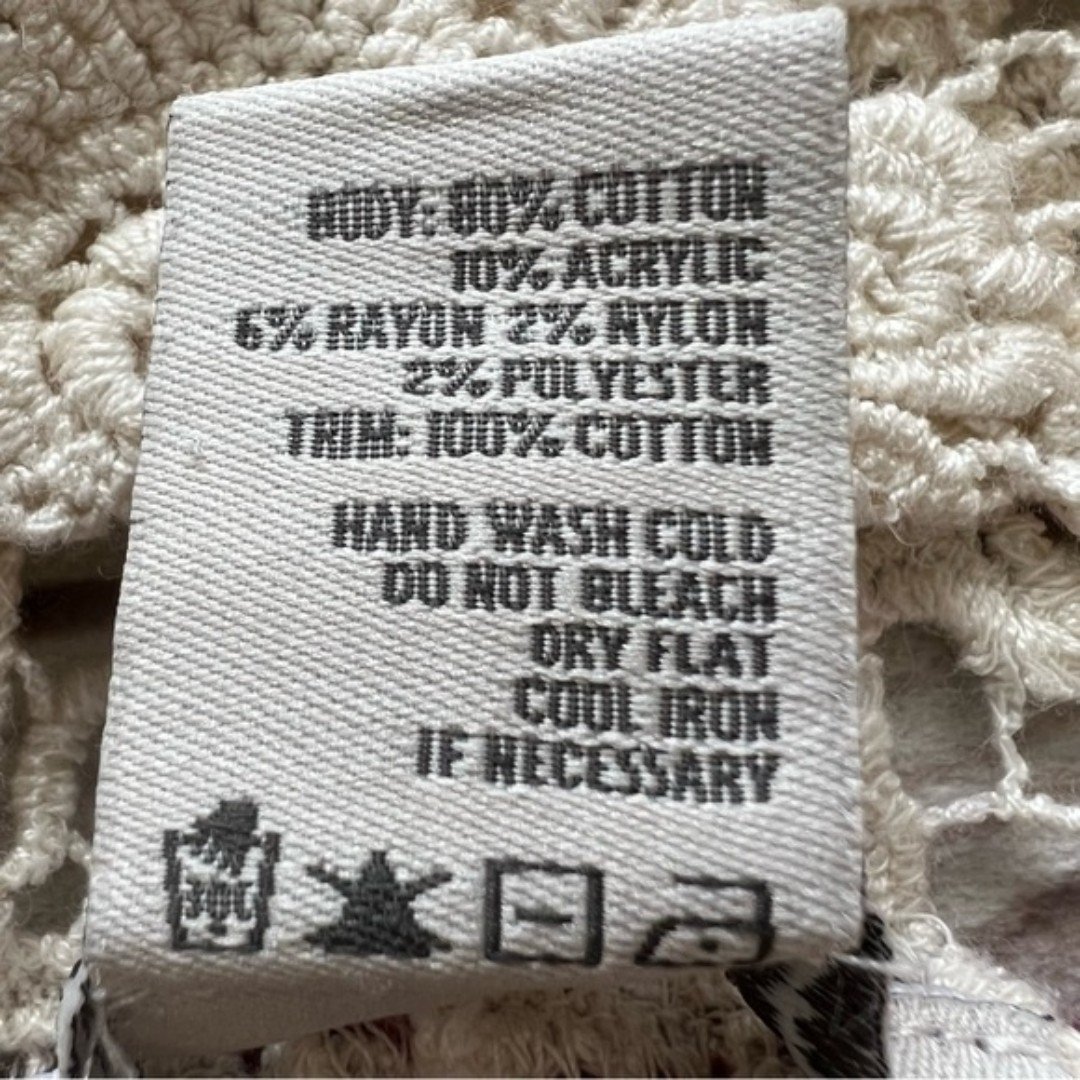 BODY: 80% COTTON
10% ACRYLIC
6% RAYON 2% NYLON
2% POLYESTER
TRIM: 100% COTTON
HAND WASH COLD
DO NOT BLEACH
DRY FLAT
COOL IRON
IF NECESSARY